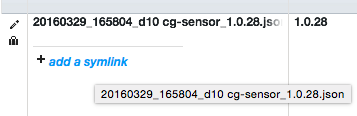 20160329_165804_d10 cg-sensor_1.0.28.json 1.0.28
+ add a symlink
20160329_165804_d10 cg-sensor_1.0.28.json